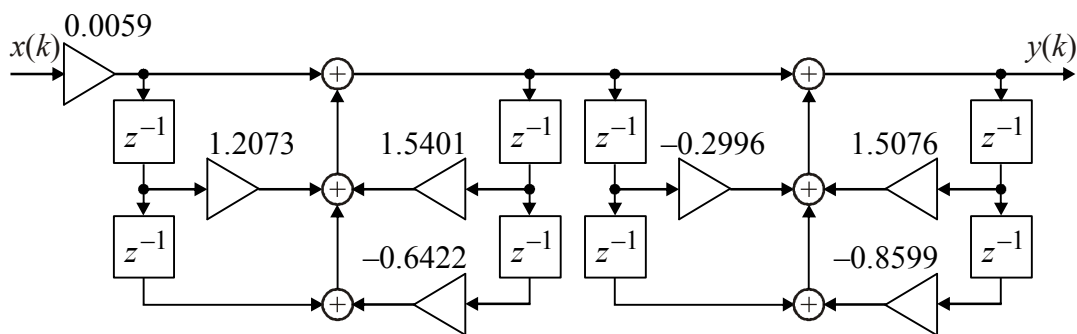 0.0059
x(k) y(k)
z⁻¹ z⁻¹ z⁻¹ z⁻¹
1.2073 1.5401 –0.2996 1.5076
z⁻¹ z⁻¹ z⁻¹ z⁻¹
–0.6422 –0.8599